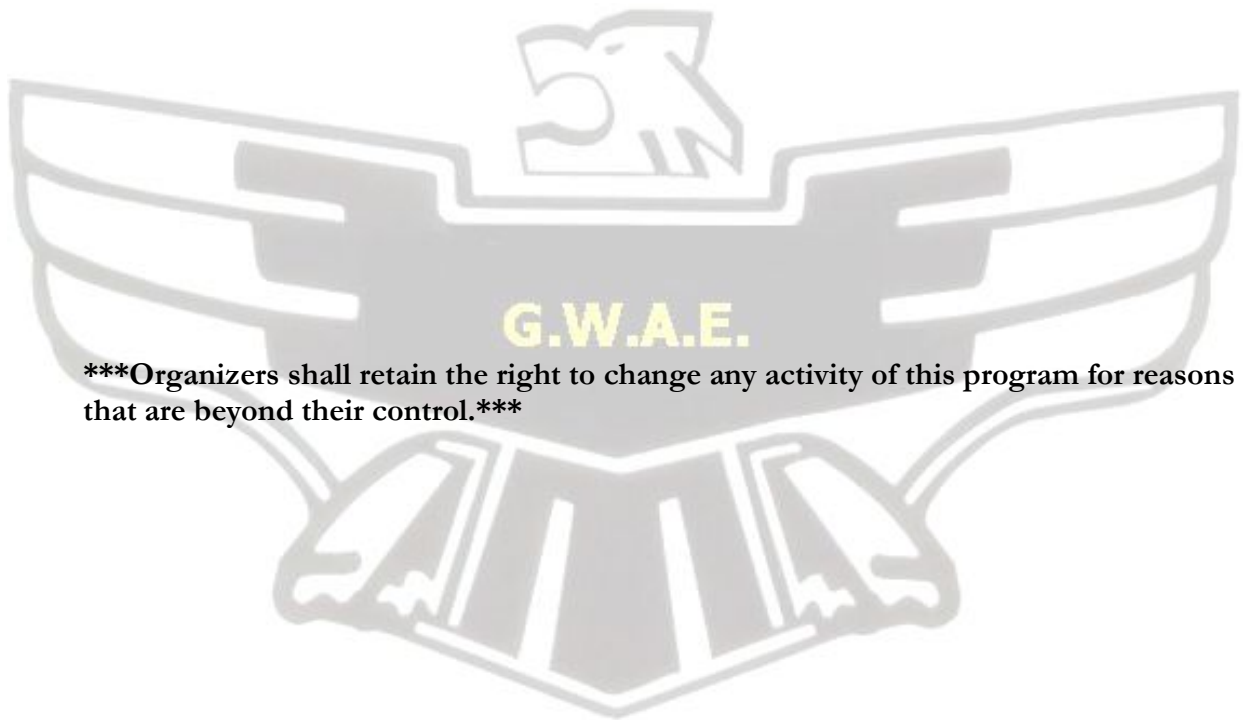 G.W.A.E.
***Organizers shall retain the right to change any activity of this program for reasons
that are beyond their control.***